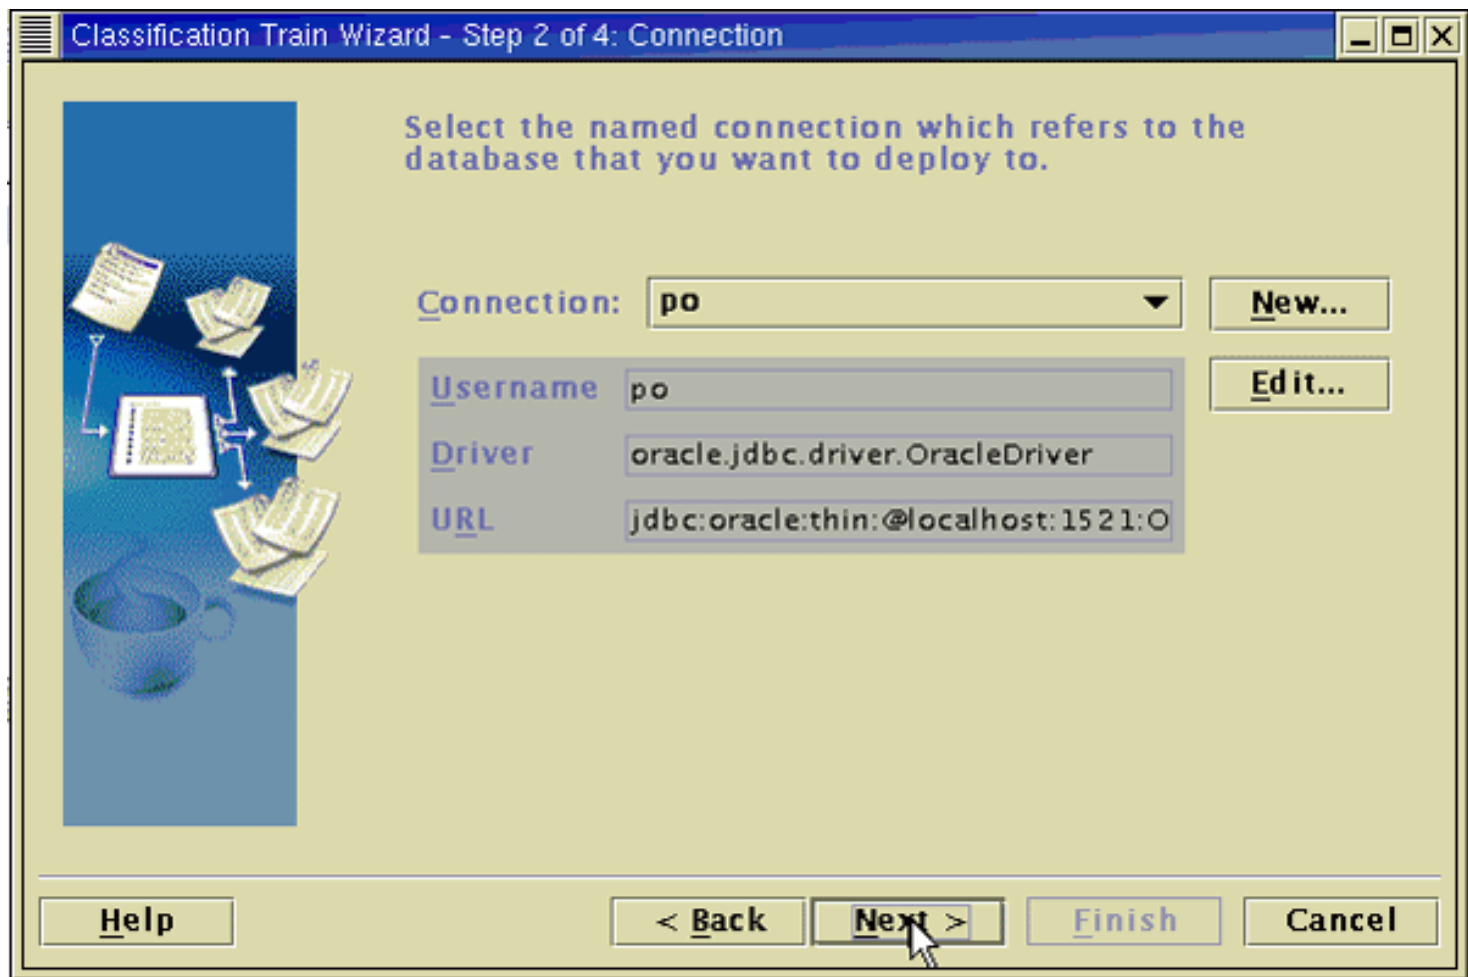 Classification Train Wizard - Step 2 of 4: Connection
Select the named connection which refers to the
database that you want to deploy to.
Connection: po New...
Edit...
Username po
Driver oracle.jdbc.driver.OracleDriver
URL jdbc:oracle:thin:@localhost:1521:O
Help < Back Next > Finish Cancel